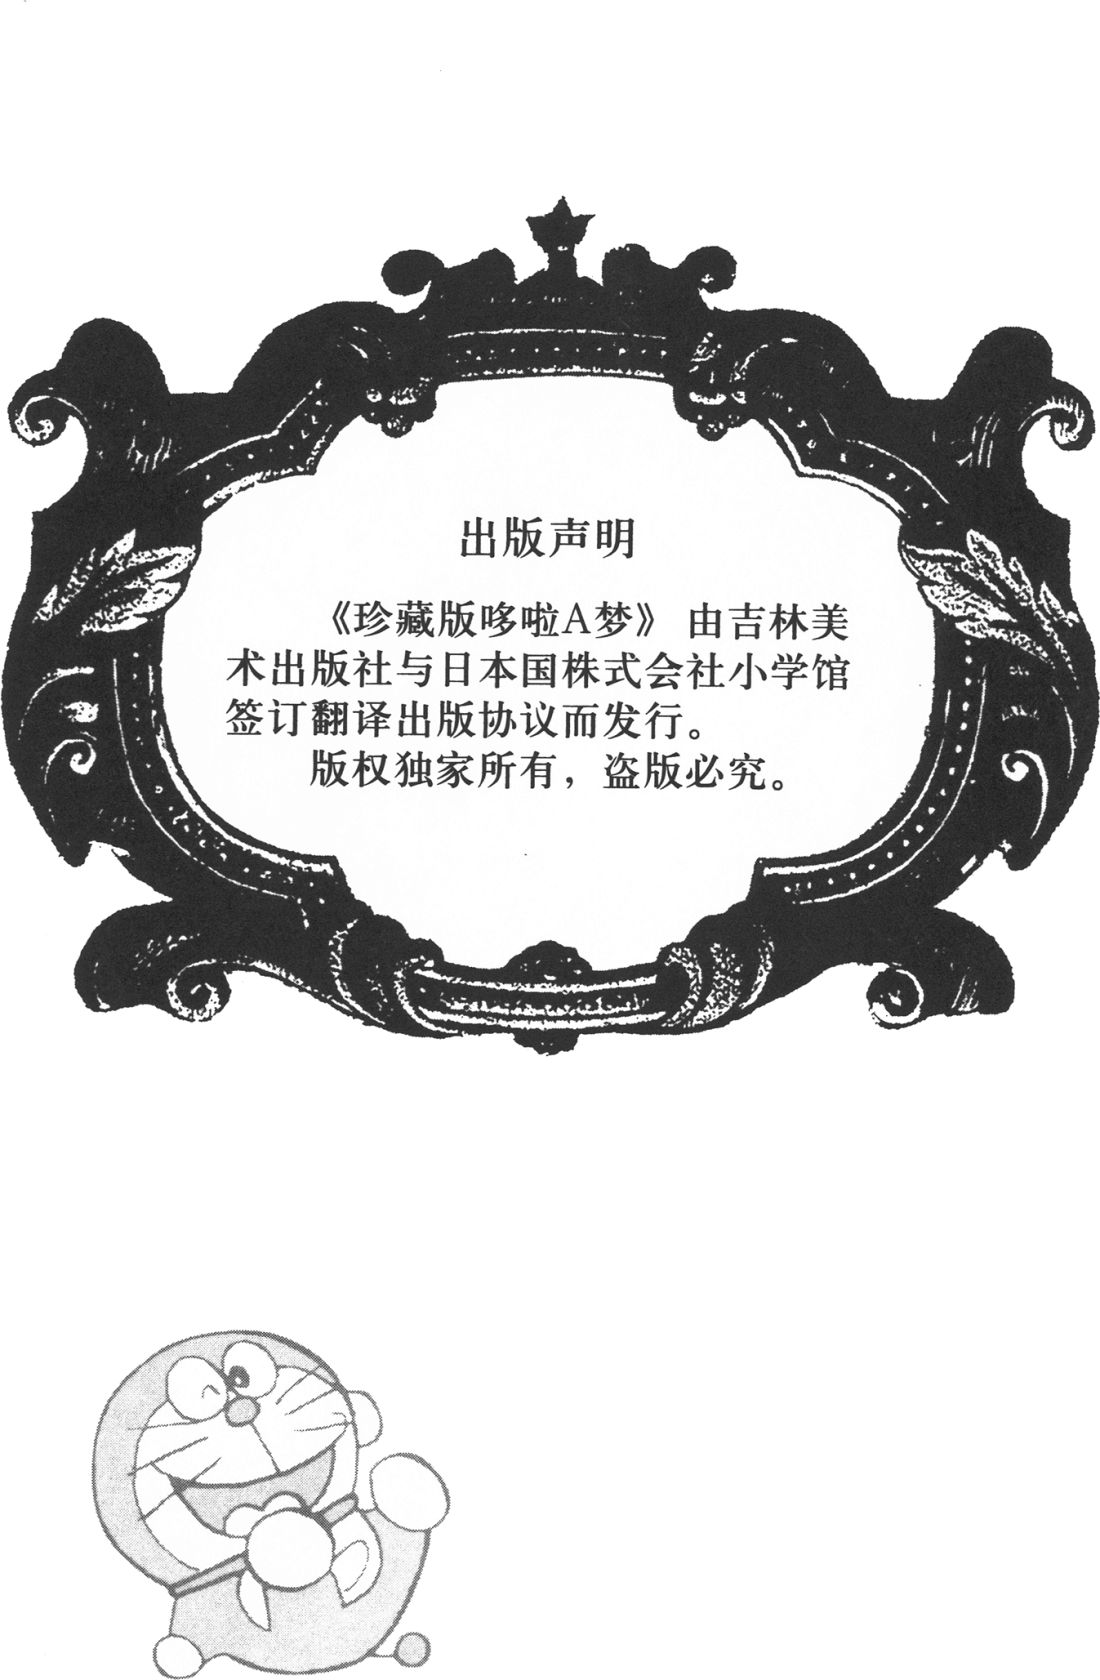 出版声明
《珍藏版哆啦A梦》 由吉林美
术出版社与日本国株式会社小学馆
签订翻译出版协议而发行。
版权独家所有，盗版必究。